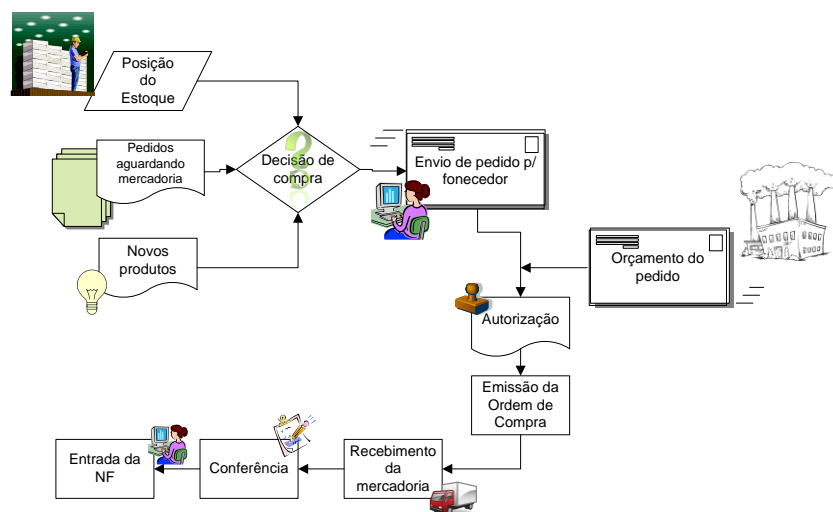 Posição
do
Estoque
Pedidos
aguardando
mercadoria
Decisão de
compra
Envio de pedido p/
fonecedor
Novos
produtos
Orçamento do
pedido
Autorização
Emissão da
Ordem de
Compra
Recebimento
da
mercadoria
Conferência
Entrada da
NF